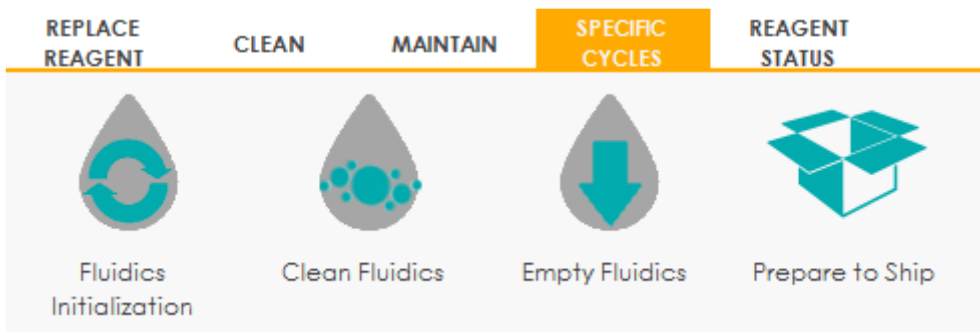 REPLACE
REAGENT
CLEAN
MAINTAIN
SPECIFIC
CYCLES
REAGENT
STATUS
Fluidics
Initialization
Clean Fluidics
Empty Fluidics
Prepare to Ship